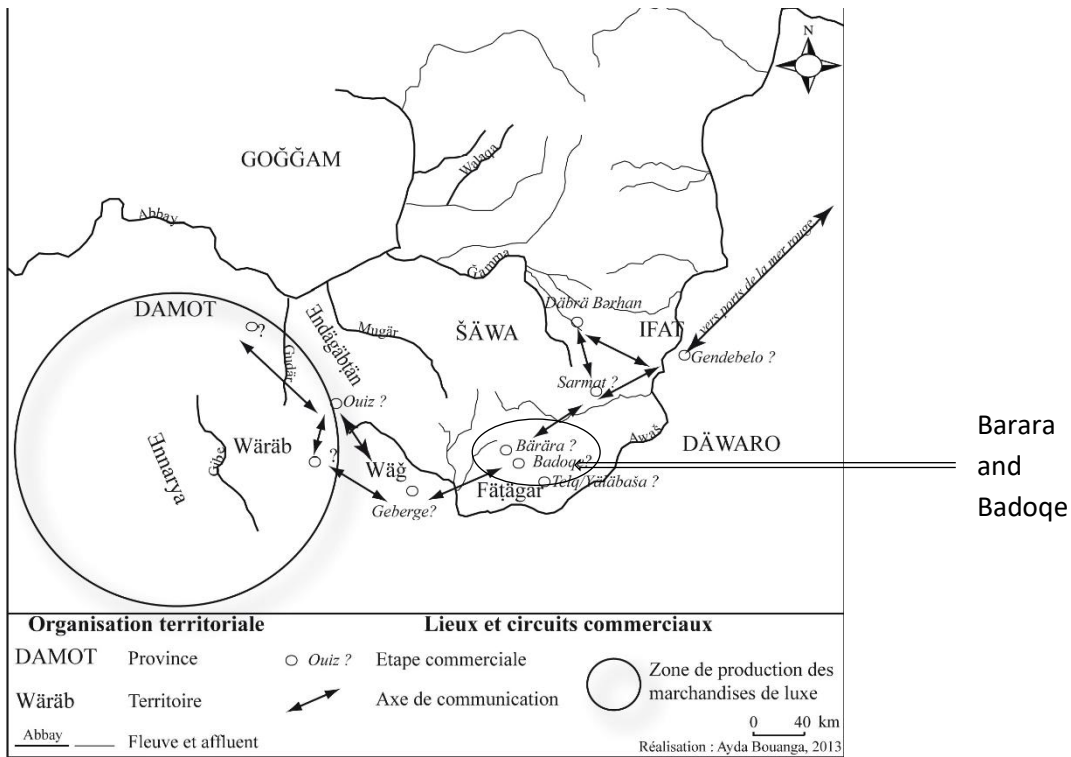 N
GOĞĞAM
Walaqa
Abbay
Ǧamma
vers ports de la mer rouge
DAMOT
?
Gudär
Ǝndägäbṭän
Mugär
ŠÄWA
Däbrä Bərhan
IFAT
Gendebelo ?
Sarmat ?
Ouiz ?
Awaš
DÄWARO
Ǝnnarya
Gibe
Wäräb
?
Wäğ
Bärära ?
Badoqe?
Telq/Yäläbaša ?
Fäṭägar
Geberge?
Barara
and
Badoqe
Organisation territoriale
DAMOT Province
Wäräb Territoire
Abbay Fleuve et affluent
Lieux et circuits commerciaux
Ouiz ? Etape commerciale
Axe de communication
Zone de production des
marchandises de luxe
0 40 km
Réalisation : Ayda Bouanga, 2013